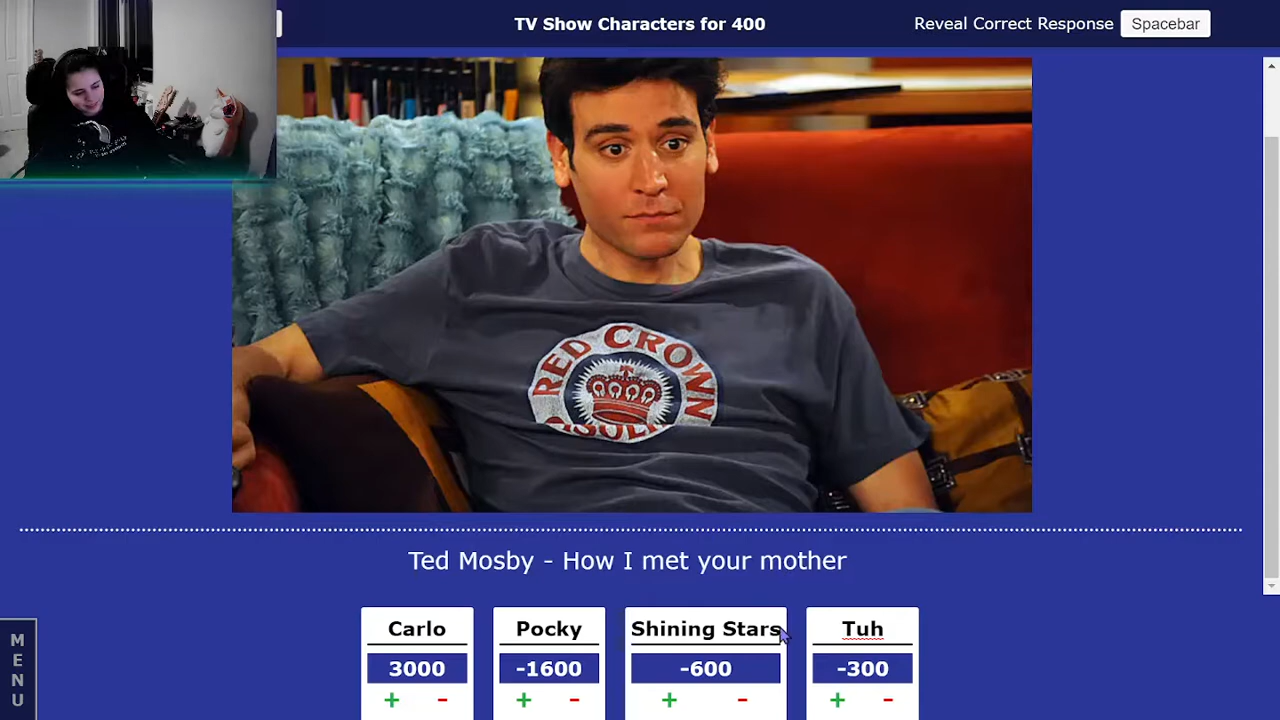 TV Show Characters for 400
Reveal Correct Response Spacebar
RED CROWN
Ted Mosby - How I met your mother
Carlo Pocky Shining Stars Tuh
3000 -1600 -600 -300
+ - + - + - + -
MENU